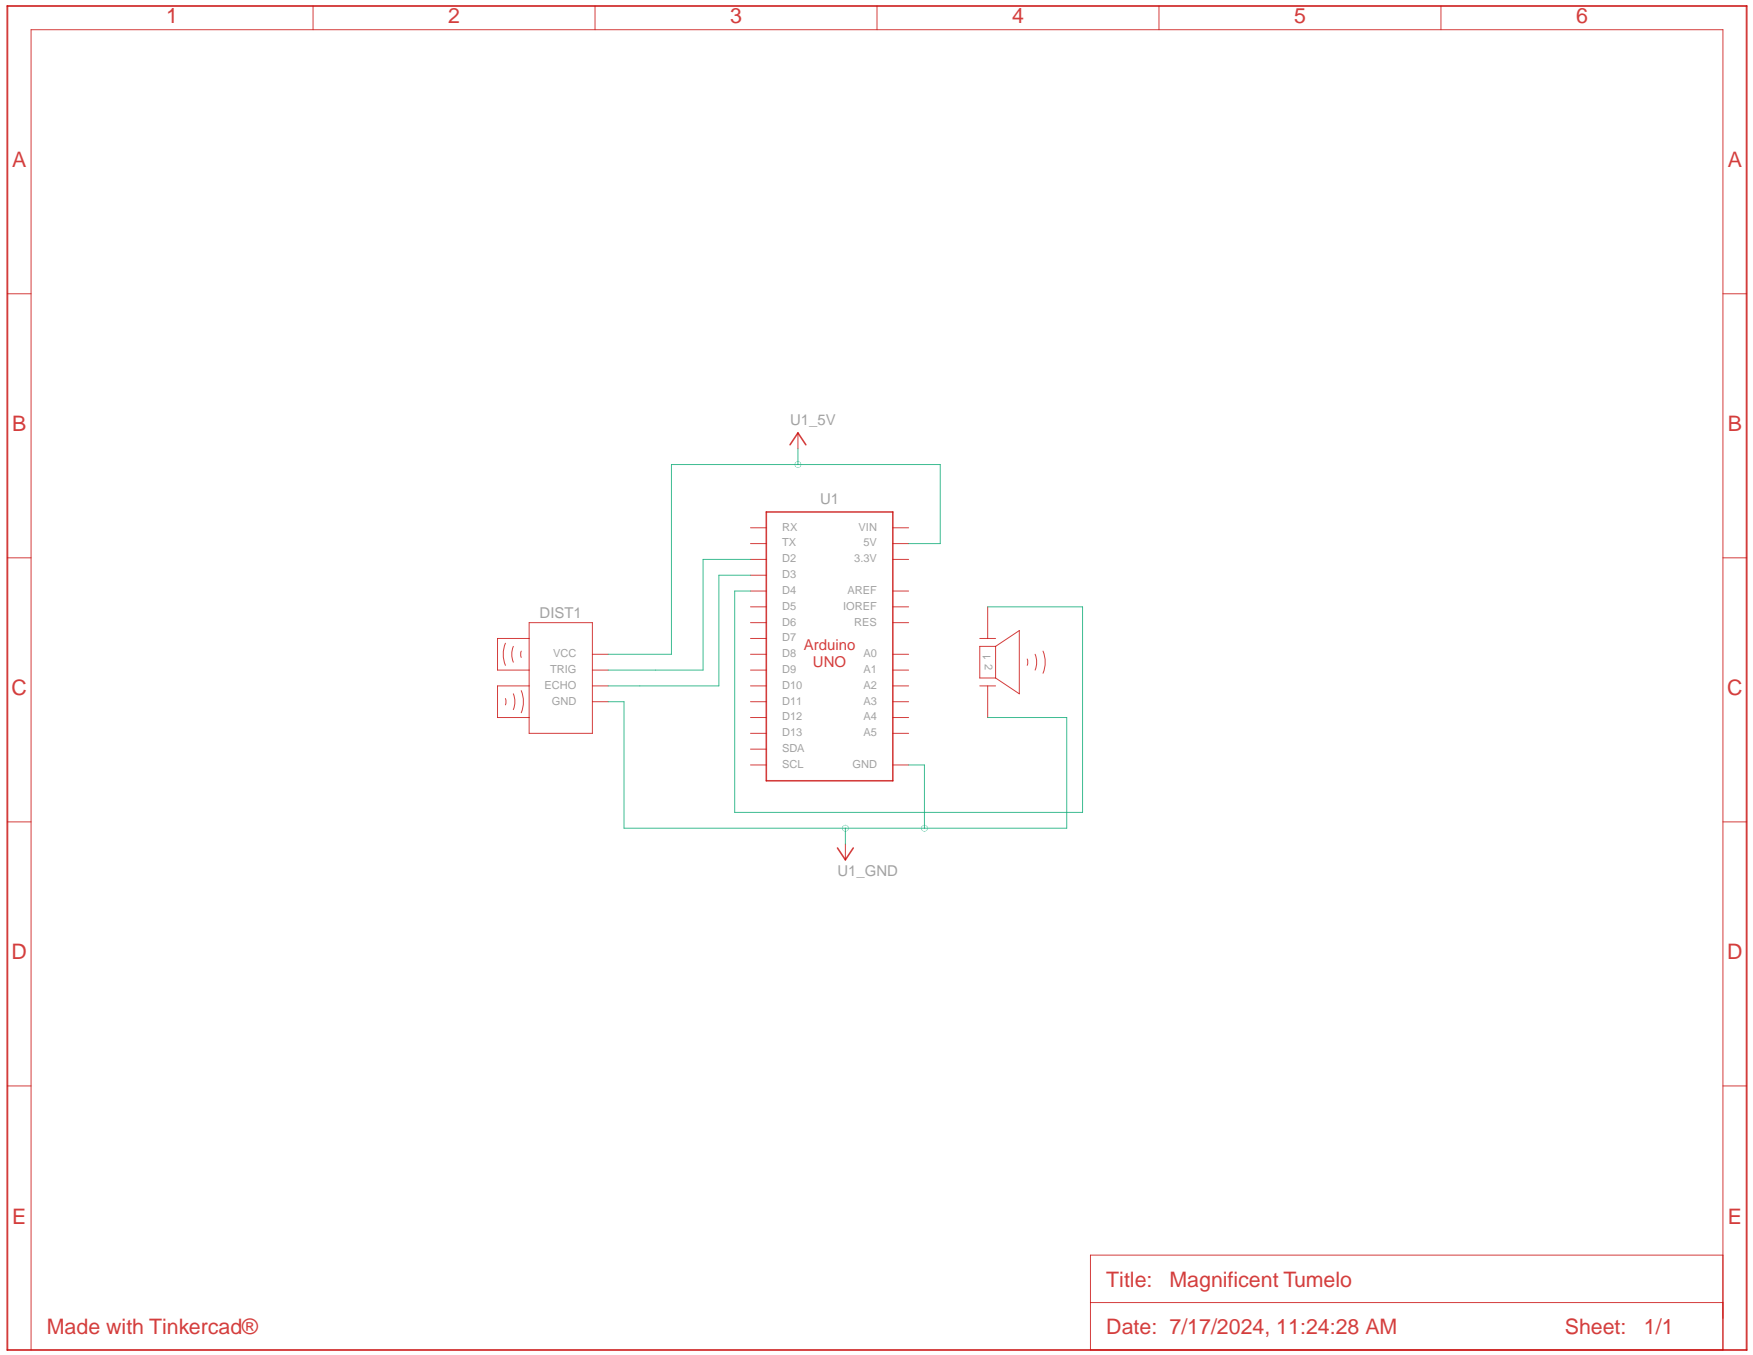 1 2 3 4 5 6
A A
B B
U1_5V
U1
RX VIN
TX 5V
D2 3.3V
D3
D4 AREF
D5 IOREF
D6 RES
D7
Arduino
UNO
D8 A0
D9 A1
D10 A2
D11 A3
D12 A4
D13 A5
SDA
SCL GND
DIST1
VCC
TRIG
ECHO
GND
1
2
C C
U1_GND
D D
E E
Title: Magnificent Tumelo
Date: 7/17/2024, 11:24:28 AM Sheet: 1/1
Made with Tinkercad®